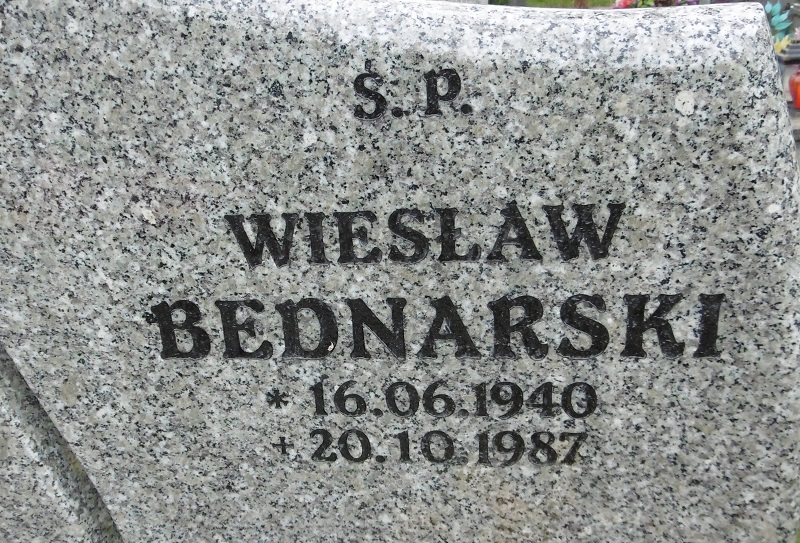 Ś. P.
WIESŁAW
BEDNARSKI
* 16.06.1940
+ 20.10.1987